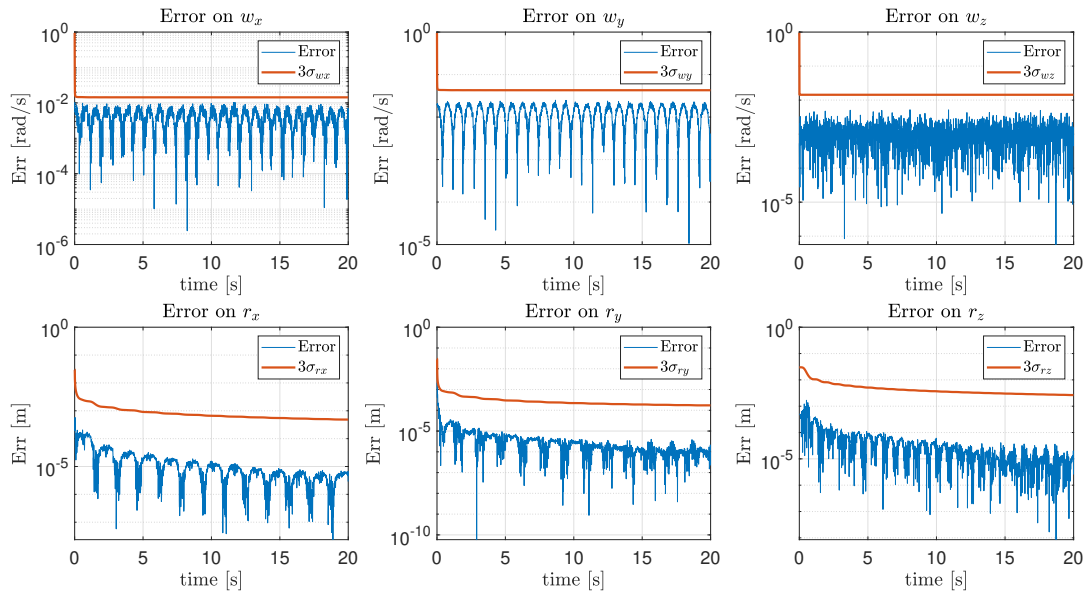 Error on w_x
Err [rad/s]
10^0
10^-2
10^-4
10^-6
Error
3σ_wx
0 5 10 15 20
time [s]
Error on w_y
Err [rad/s]
10^0
10^-5
Error
3σ_wy
0 5 10 15 20
time [s]
Error on w_z
Err [rad/s]
10^0
10^-5
Error
3σ_wz
0 5 10 15 20
time [s]
Error on r_x
Err [m]
10^0
10^-5
Error
3σ_rx
0 5 10 15 20
time [s]
Error on r_y
Err [m]
10^0
10^-5
10^-10
Error
3σ_ry
0 5 10 15 20
time [s]
Error on r_z
Err [m]
10^0
10^-5
Error
3σ_rz
0 5 10 15 20
time [s]